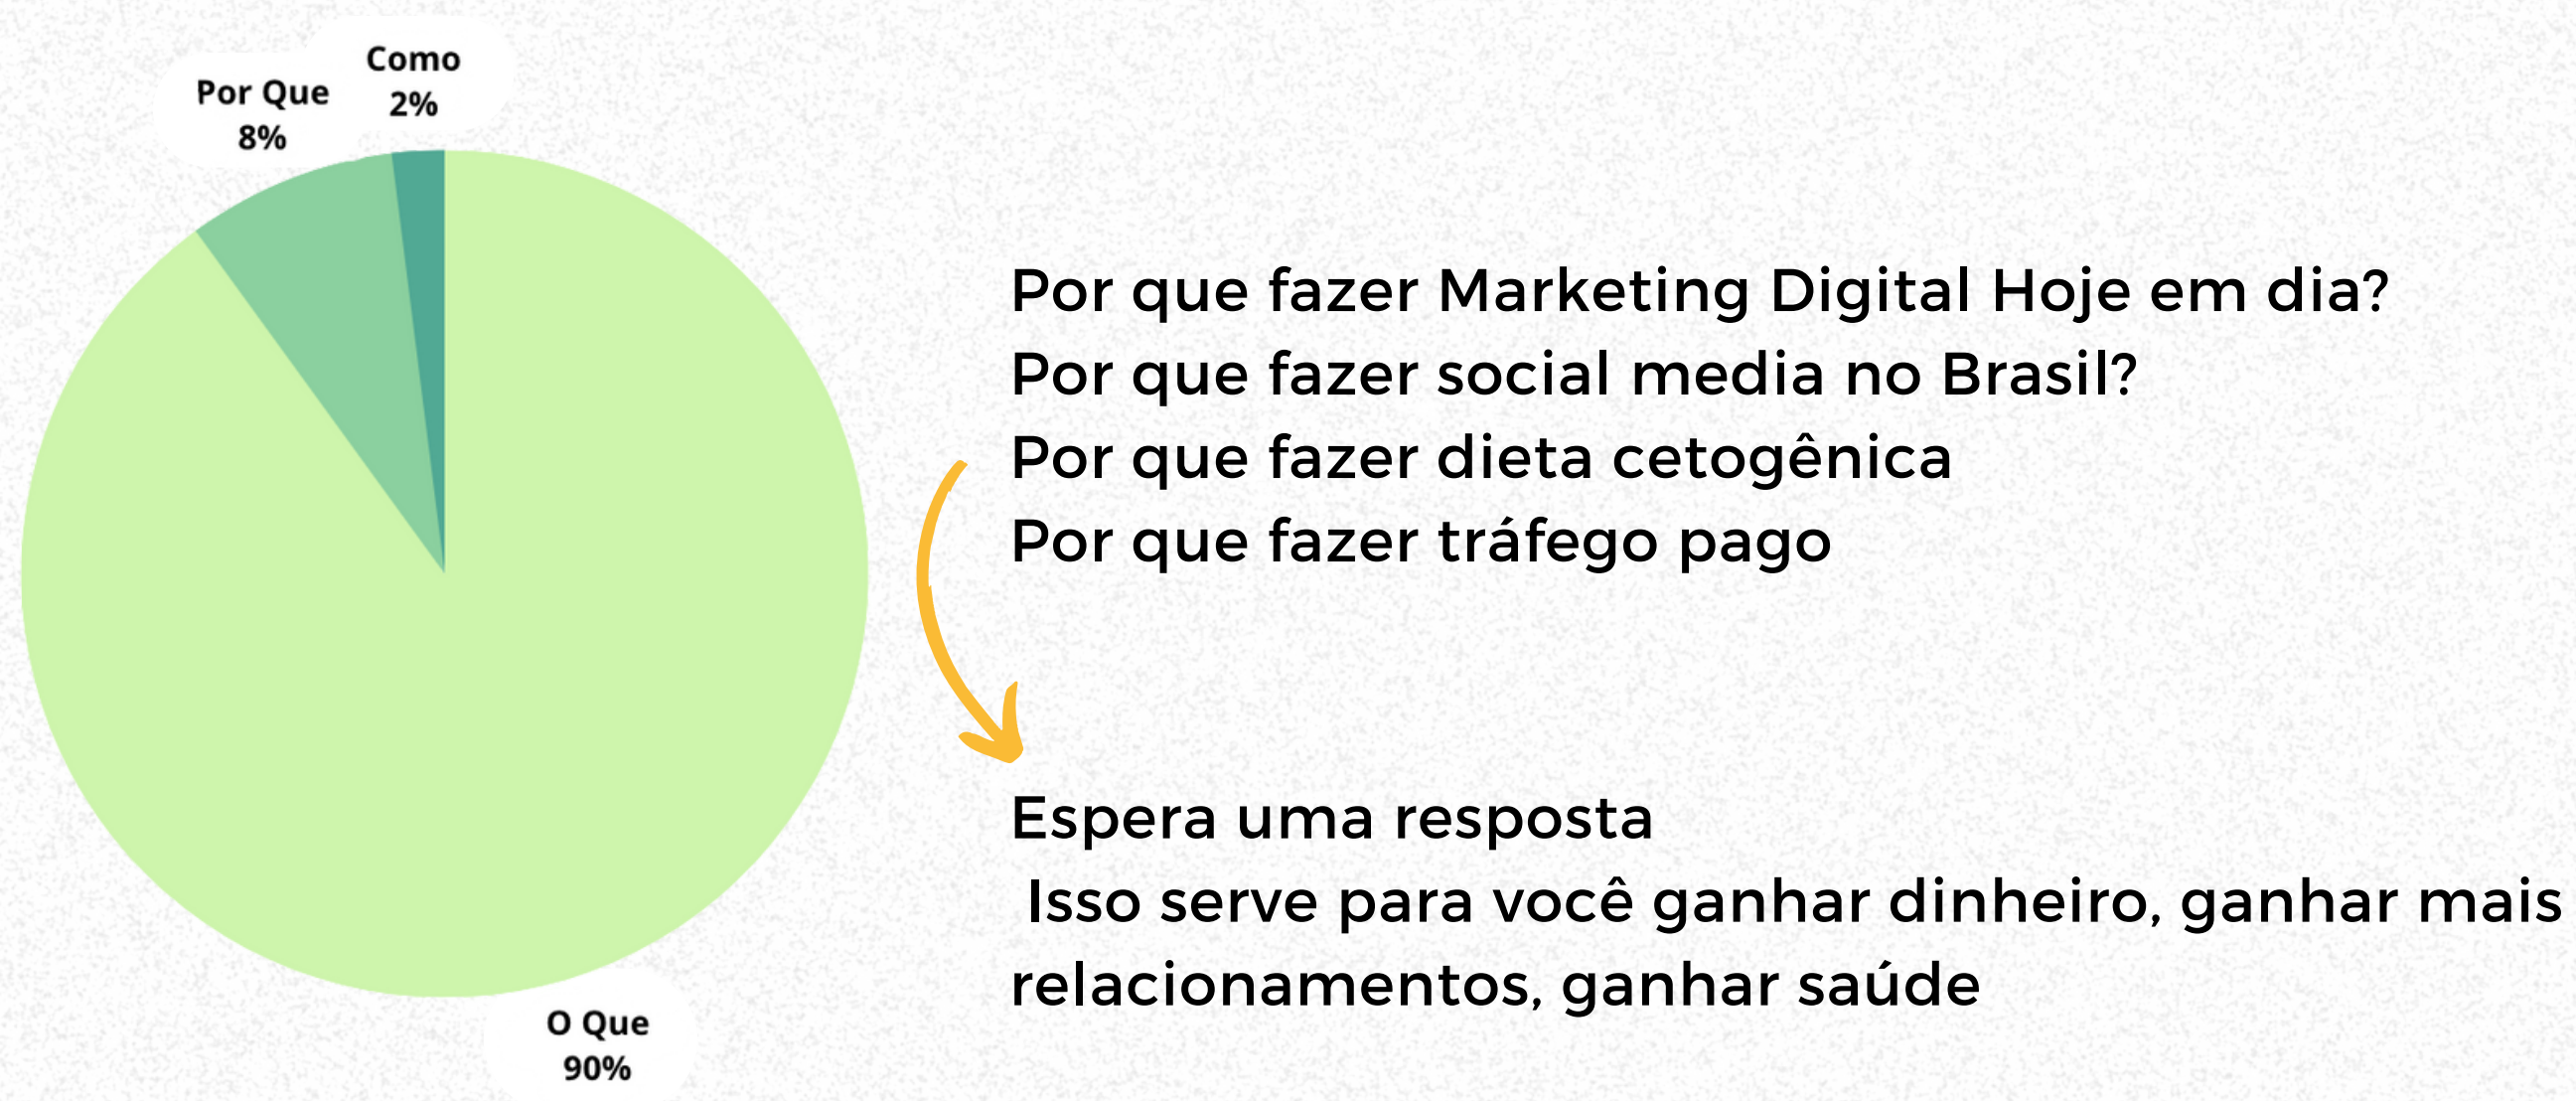 Como
2%
Por Que
8%
Por que fazer Marketing Digital Hoje em dia?
Por que fazer social media no Brasil?
Por que fazer dieta cetogênica
Por que fazer tráfego pago
Espera uma resposta
Isso serve para você ganhar dinheiro, ganhar mais
relacionamentos, ganhar saúde
O Que
90%